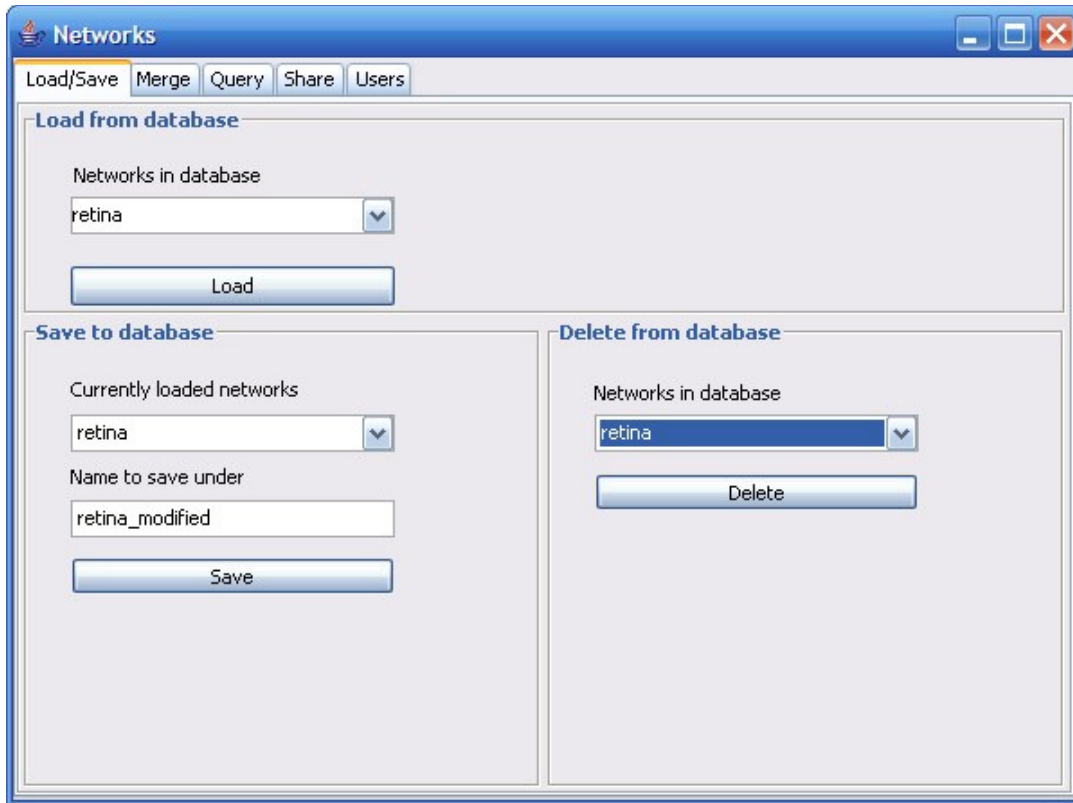 Networks
Load/Save Merge Query Share Users
Load from database
Networks in database
retina
Load
Save to database
Currently loaded networks
retina
Name to save under
retina_modified
Save
Delete from database
Networks in database
retina
Delete